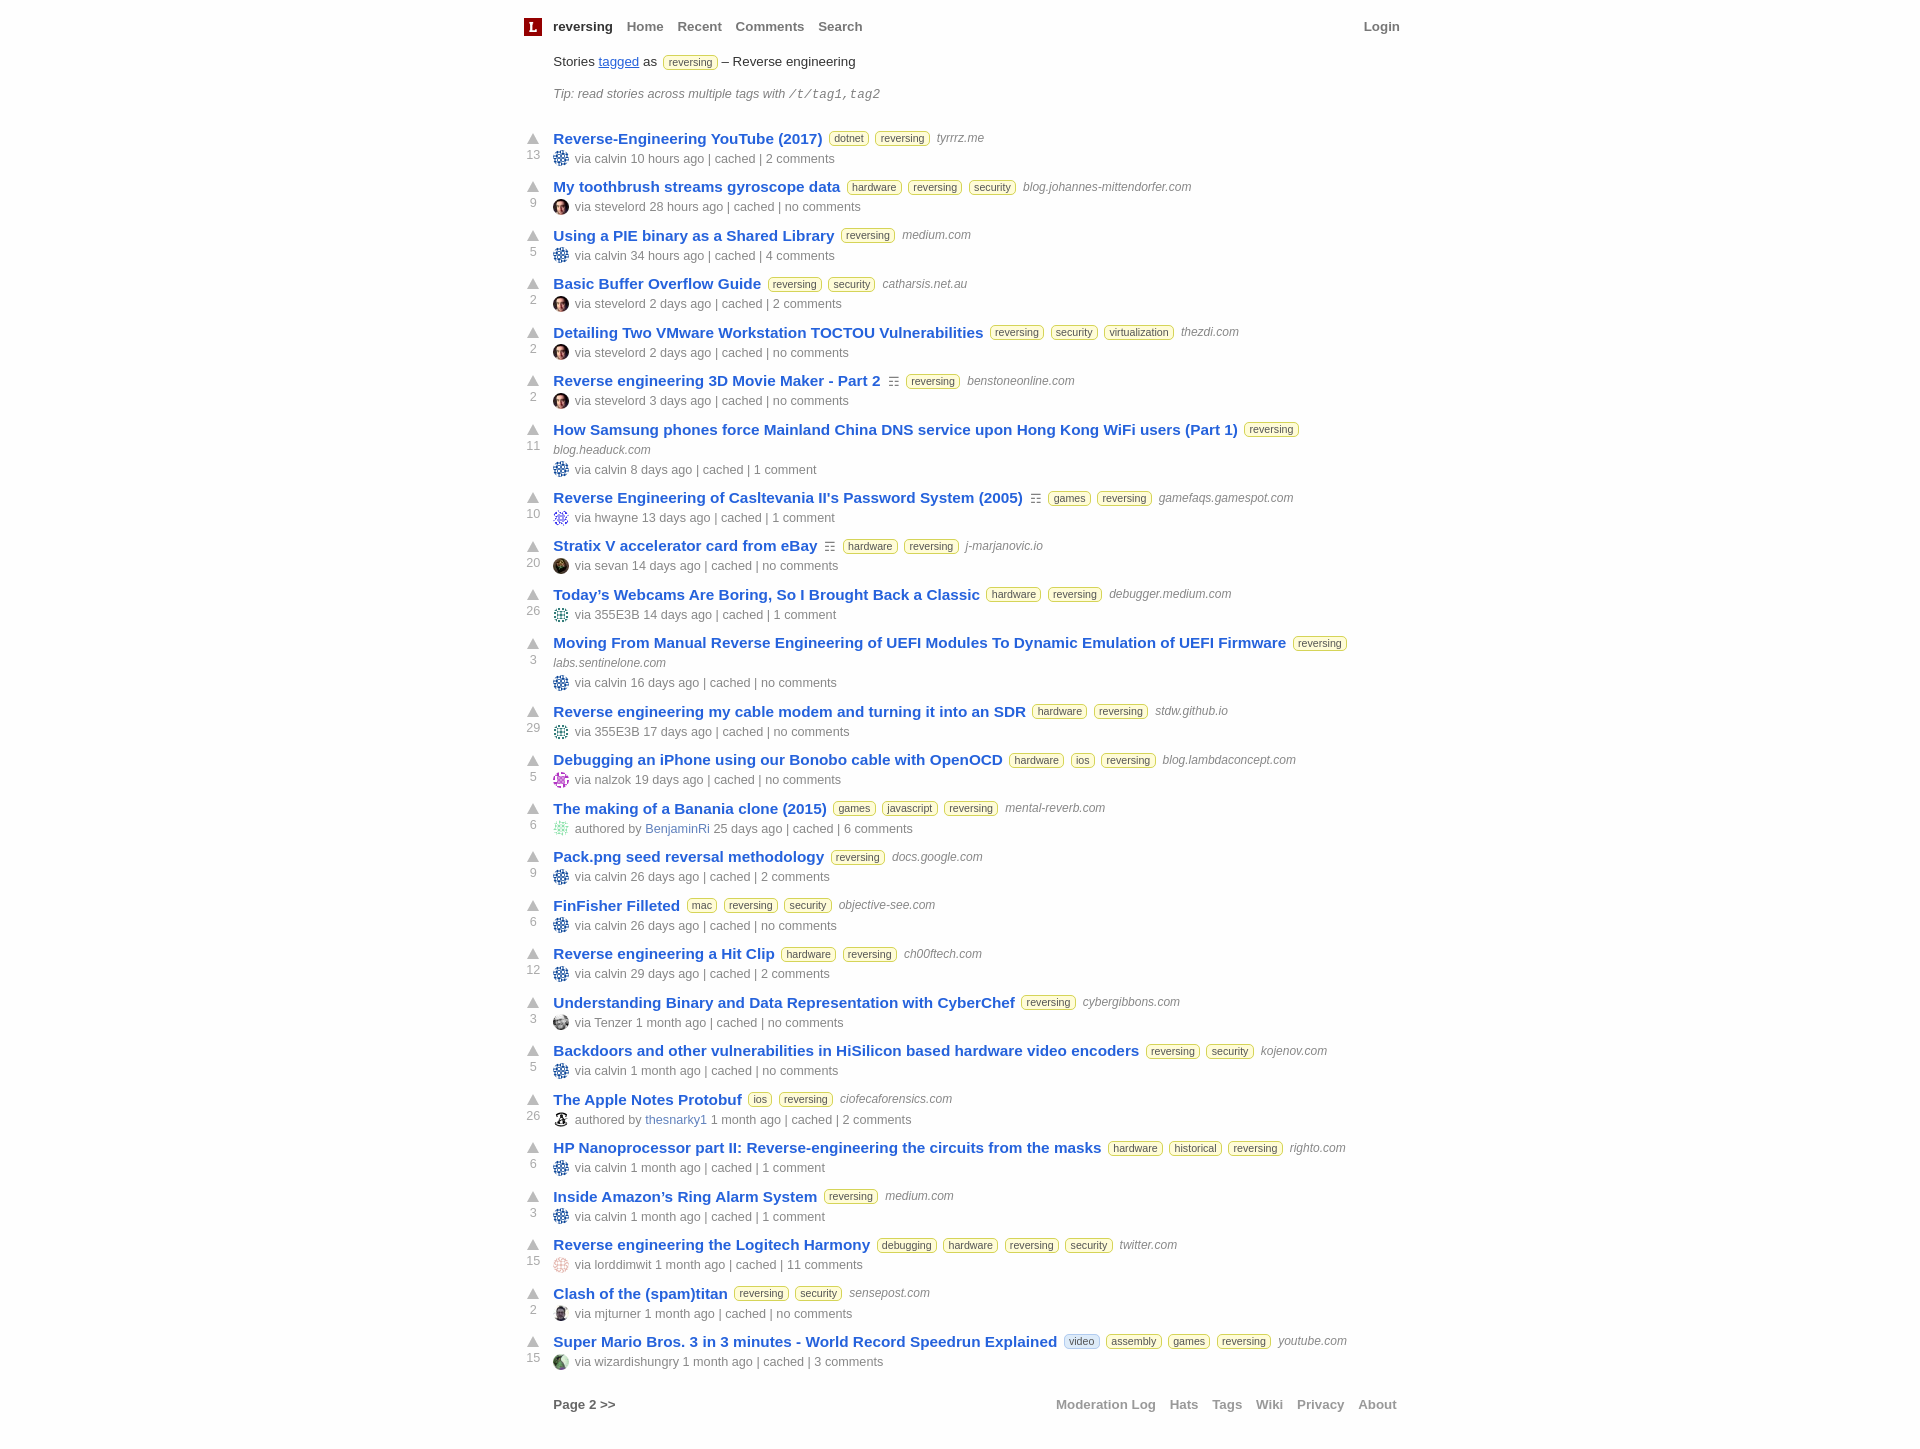 L reversing Home Recent Comments Search Login
Stories tagged as reversing – Reverse engineering
Tip: read stories across multiple tags with /t/tag1,tag2
Reverse-Engineering YouTube (2017) dotnet reversing tyrrrz.me
13 via calvin 10 hours ago | cached | 2 comments
My toothbrush streams gyroscope data hardware reversing security blog.johannes-mittendorfer.com
9 via stevelord 28 hours ago | cached | no comments
Using a PIE binary as a Shared Library reversing medium.com
5 via calvin 34 hours ago | cached | 4 comments
Basic Buffer Overflow Guide reversing security catharsis.net.au
2 via stevelord 2 days ago | cached | 2 comments
Detailing Two VMware Workstation TOCTOU Vulnerabilities reversing security virtualization thezdi.com
2 via stevelord 2 days ago | cached | no comments
Reverse engineering 3D Movie Maker - Part 2 ☶ reversing benstoneonline.com
2 via stevelord 3 days ago | cached | no comments
How Samsung phones force Mainland China DNS service upon Hong Kong WiFi users (Part 1) reversing
11 blog.headuck.com
via calvin 8 days ago | cached | 1 comment
Reverse Engineering of Casltevania II's Password System (2005) ☶ games reversing gamefaqs.gamespot.com
10 via hwayne 13 days ago | cached | 1 comment
Stratix V accelerator card from eBay ☶ hardware reversing j-marjanovic.io
20 via sevan 14 days ago | cached | no comments
Today’s Webcams Are Boring, So I Brought Back a Classic hardware reversing debugger.medium.com
26 via 355E3B 14 days ago | cached | 1 comment
Moving From Manual Reverse Engineering of UEFI Modules To Dynamic Emulation of UEFI Firmware reversing
3 labs.sentinelone.com
via calvin 16 days ago | cached | no comments
Reverse engineering my cable modem and turning it into an SDR hardware reversing stdw.github.io
29 via 355E3B 17 days ago | cached | no comments
Debugging an iPhone using our Bonobo cable with OpenOCD hardware ios reversing blog.lambdaconcept.com
5 via nalzok 19 days ago | cached | no comments
The making of a Banania clone (2015) games javascript reversing mental-reverb.com
6 authored by BenjaminRi 25 days ago | cached | 6 comments
Pack.png seed reversal methodology reversing docs.google.com
9 via calvin 26 days ago | cached | 2 comments
FinFisher Filleted mac reversing security objective-see.com
6 via calvin 26 days ago | cached | no comments
Reverse engineering a Hit Clip hardware reversing ch00ftech.com
12 via calvin 29 days ago | cached | 2 comments
Understanding Binary and Data Representation with CyberChef reversing cybergibbons.com
3 via Tenzer 1 month ago | cached | no comments
Backdoors and other vulnerabilities in HiSilicon based hardware video encoders reversing security kojenov.com
5 via calvin 1 month ago | cached | no comments
The Apple Notes Protobuf ios reversing ciofecaforensics.com
26 authored by thesnarky1 1 month ago | cached | 2 comments
HP Nanoprocessor part II: Reverse-engineering the circuits from the masks hardware historical reversing righto.com
6 via calvin 1 month ago | cached | 1 comment
Inside Amazon’s Ring Alarm System reversing medium.com
3 via calvin 1 month ago | cached | 1 comment
Reverse engineering the Logitech Harmony debugging hardware reversing security twitter.com
15 via lorddimwit 1 month ago | cached | 11 comments
Clash of the (spam)titan reversing security sensepost.com
2 via mjturner 1 month ago | cached | no comments
Super Mario Bros. 3 in 3 minutes - World Record Speedrun Explained video assembly games reversing youtube.com
15 via wizardishungry 1 month ago | cached | 3 comments
Page 2 >> Moderation Log Hats Tags Wiki Privacy About